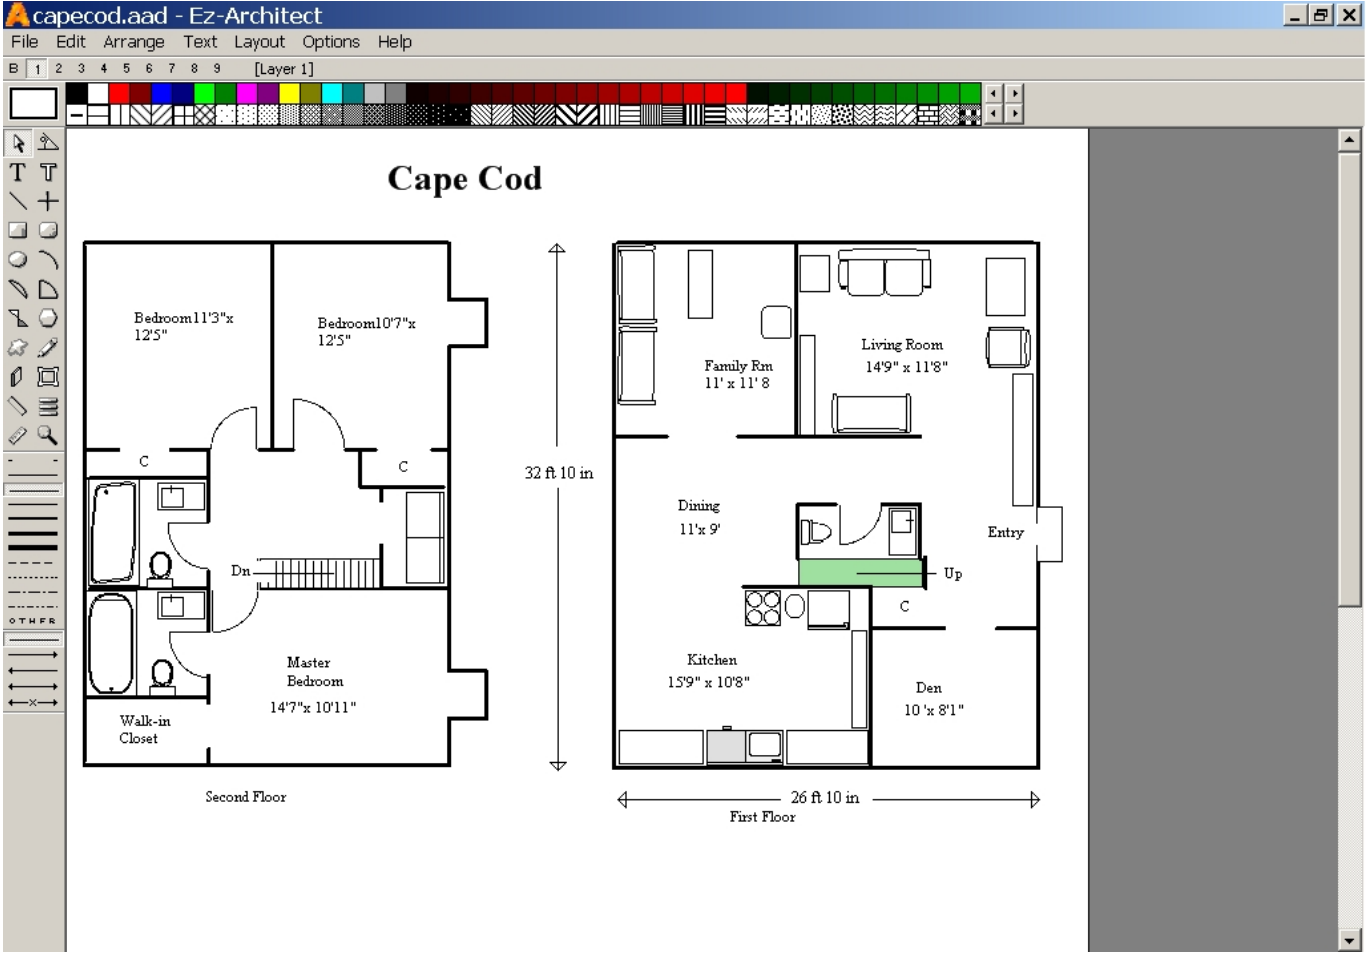 capecod.aad - Ez-Architect
File Edit Arrange Text Layout Options Help
B 1 2 3 4 5 6 7 8 9 [Layer 1]
T T
OTHER
Cape Cod
Bedroom11'3"x
12'5"
Bedroom10'7"x
12'5"
C
C
Dn
Master
Bedroom
14'7"x 10'11"
Walk-in
Closet
Second Floor
32 ft 10 in
Family Rm
11' x 11' 8
Living Room
14'9" x 11'8"
Dining
11'x 9'
Entry
Up
C
Kitchen
15'9" x 10'8"
Den
10 'x 8'1"
26 ft 10 in
First Floor